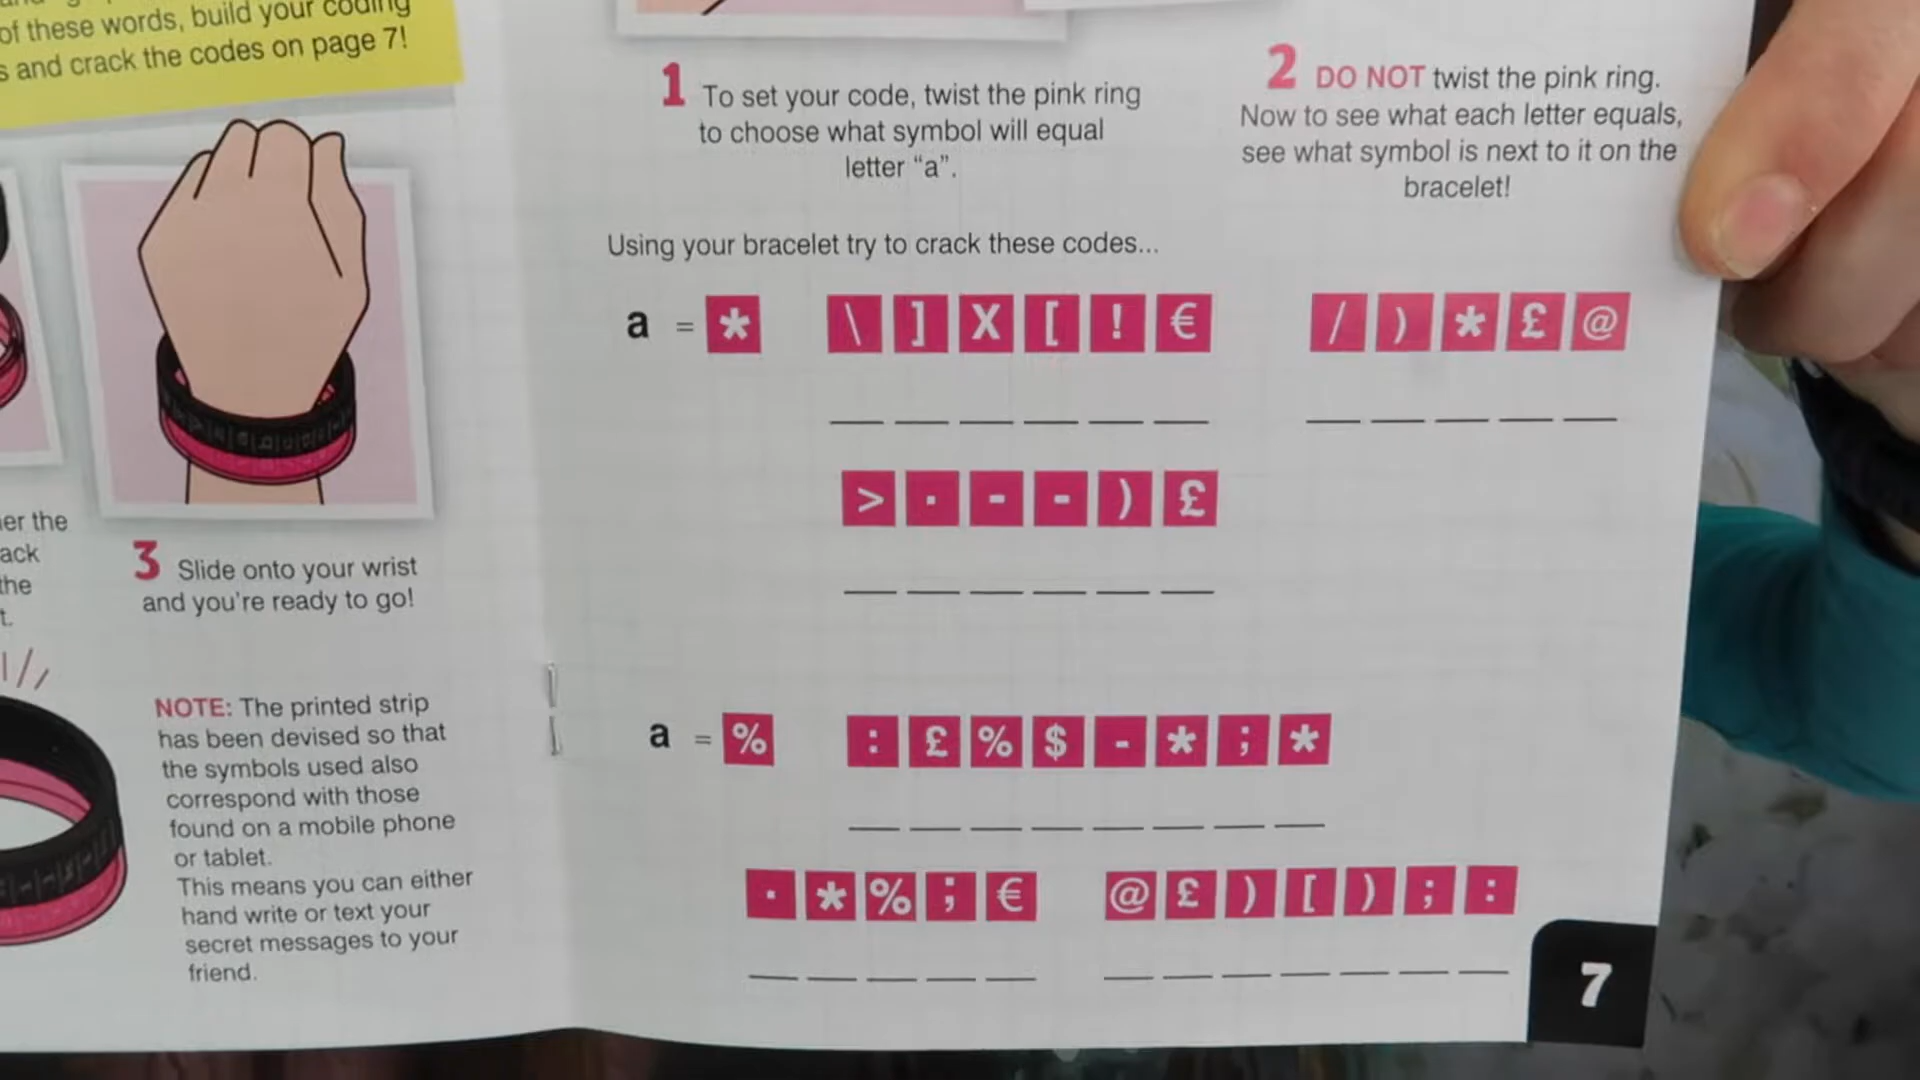 of these words, build your coding
and crack the codes on page 7!
1 To set your code, twist the pink ring
to choose what symbol will equal
letter “a”.
2 DO NOT twist the pink ring.
Now to see what each letter equals,
see what symbol is next to it on the
bracelet!
Using your bracelet try to crack these codes...
a = * \ ] X [ ! € / ) * £ @
> · - - ) £
the
3 Slide onto your wrist
and you're ready to go!
NOTE: The printed strip
has been devised so that
the symbols used also
correspond with those
found on a mobile phone
or tablet.
This means you can either
hand write or text your
secret messages to your
friend.
a = % : £ % $ - * ; *
· * % ; € @ £ ) [ ) ; :
7